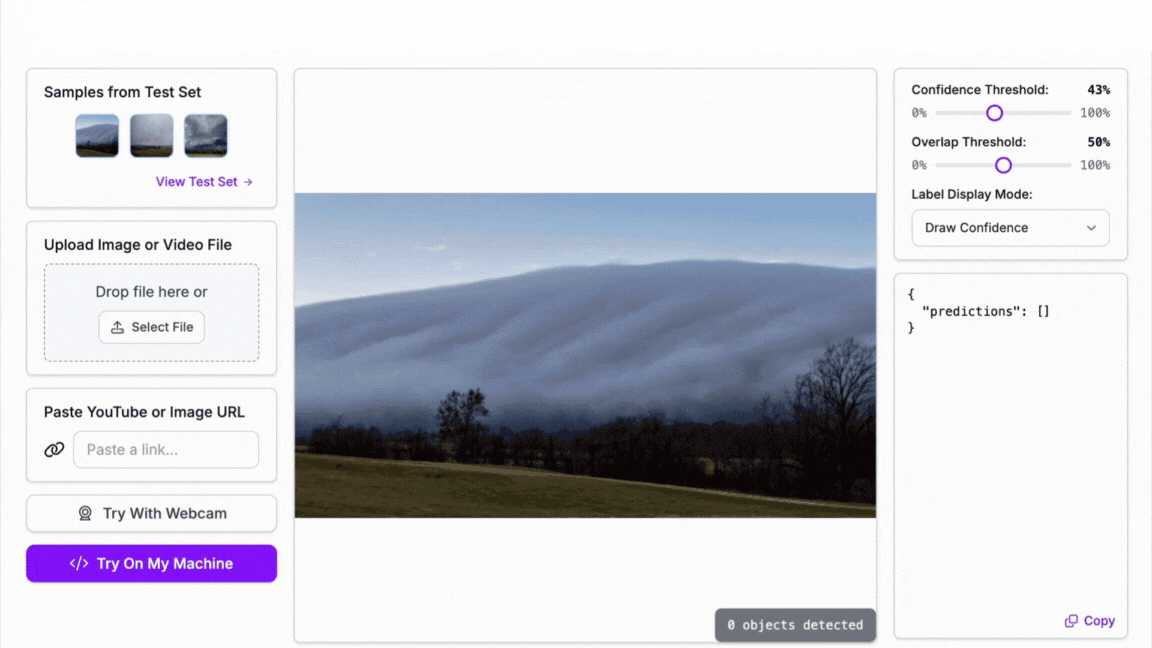 Samples from Test Set
View Test Set →
Upload Image or Video File
Drop file here or
Select File
Paste YouTube or Image URL
Paste a link...
Try With Webcam
</> Try On My Machine
0 objects detected
Confidence Threshold: 43%
0% 100%
Overlap Threshold: 50%
0% 100%
Label Display Mode:
Draw Confidence
{
"predictions": []
}
Copy